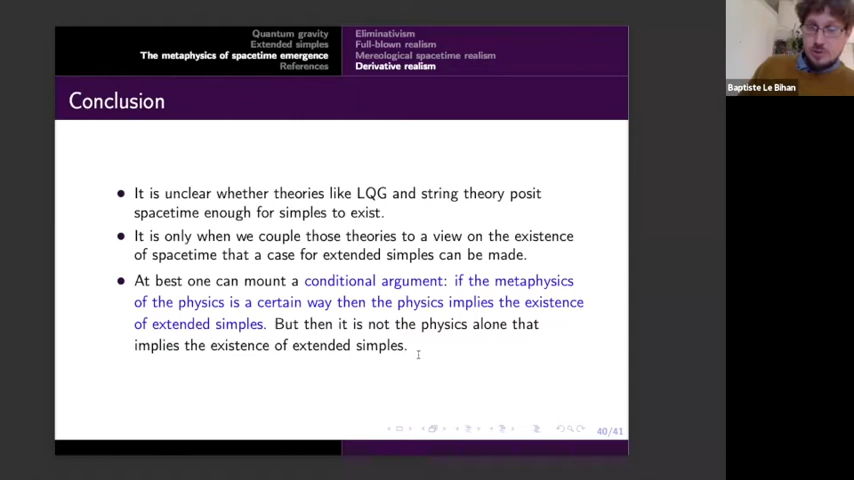 Quantum gravity
Extended simples
The metaphysics of spacetime emergence
References
Eliminativism
Full-blown realism
Mereological spacetime realism
Derivative realism
Conclusion
• It is unclear whether theories like LQG and string theory posit
spacetime enough for simples to exist.
• It is only when we couple those theories to a view on the existence
of spacetime that a case for extended simples can be made.
• At best one can mount a conditional argument: if the metaphysics
of the physics is a certain way then the physics implies the existence
of extended simples. But then it is not the physics alone that
implies the existence of extended simples.
40/41
Baptiste Le Bihan